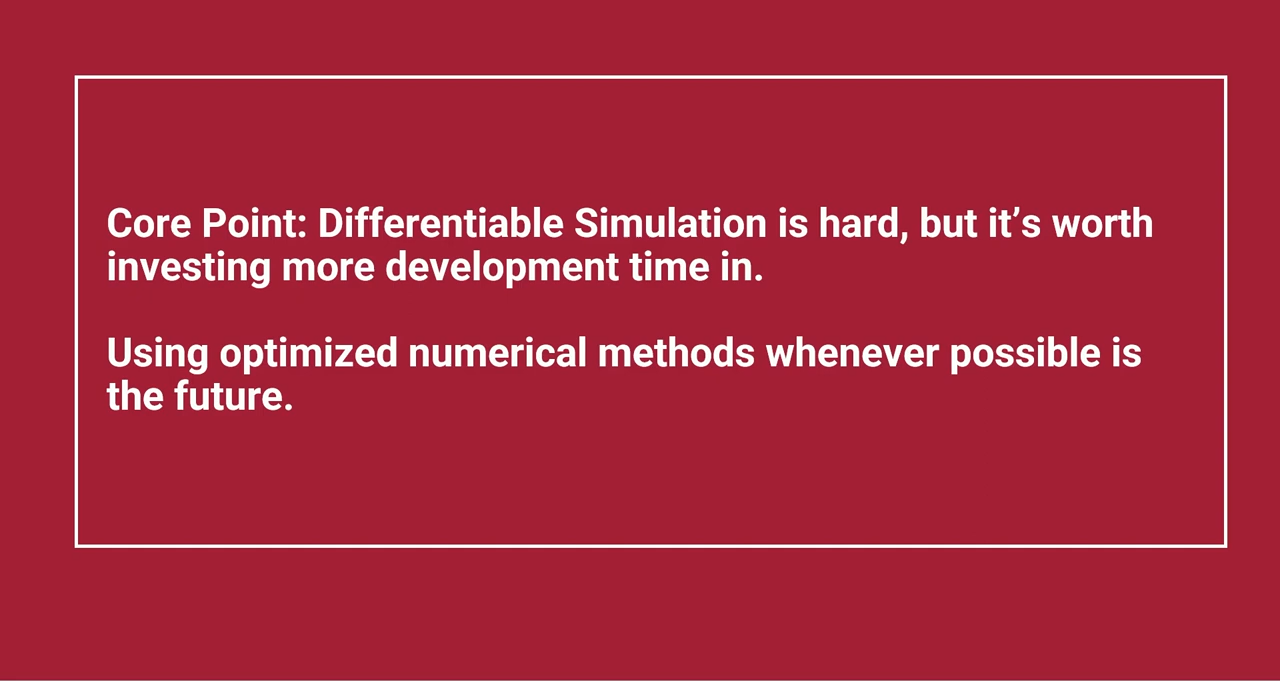 Core Point: Differentiable Simulation is hard, but it’s worth
investing more development time in.
Using optimized numerical methods whenever possible is
the future.